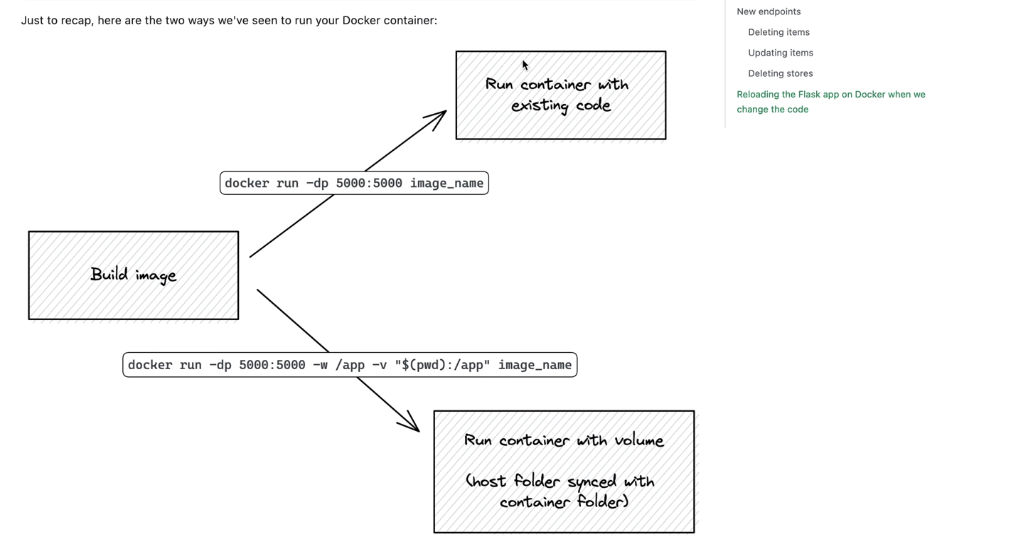 Just to recap, here are the two ways we've seen to run your Docker container:
Run container with
existing code
docker run -dp 5000:5000 image_name
Build image
docker run -dp 5000:5000 -w /app -v "$(pwd):/app" image_name
Run container with volume
(host folder synced with
container folder)
New endpoints
Deleting items
Updating items
Deleting stores
Reloading the Flask app on Docker when we
change the code